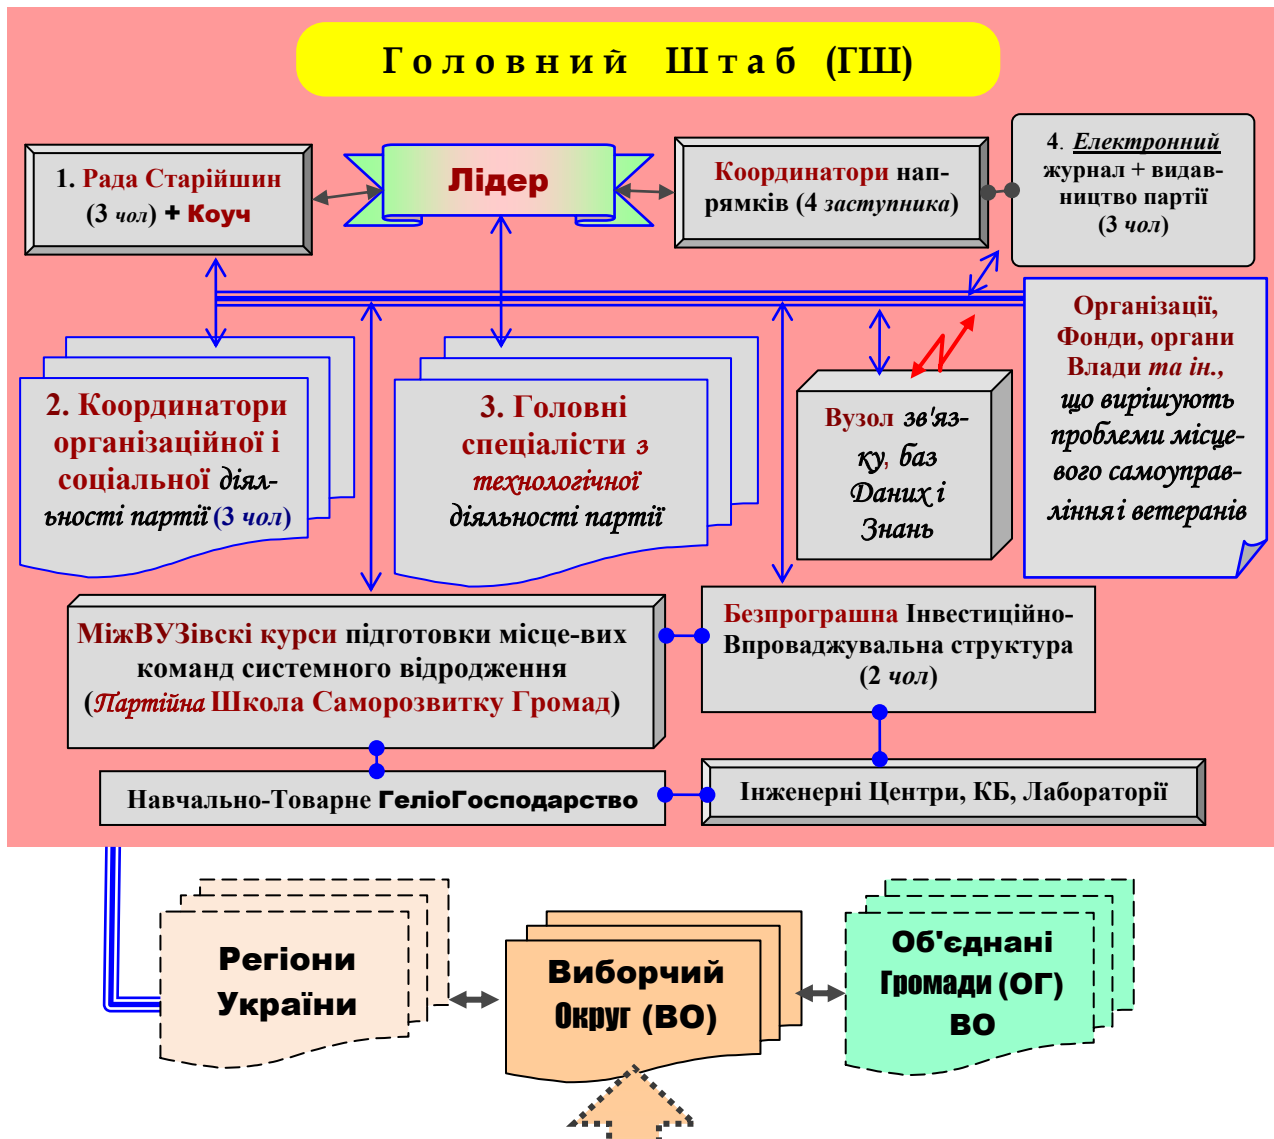 Головний Штаб (ГШ)
1. Рада Старійшин
(3 чол) + Коуч
Лідер
Координатори нап-
рямків (4 заступника)
4. Електронний
журнал + видав-
ництво партії
(3 чол)
Організації,
Фонди, органи
Влади та ін.,
що вирішують
проблеми місце-
вого самоуправ-
ління і ветеранів
2. Координатори
організаційної і
соціальної діял-
ьності партії (3 чол)
3. Головні
спеціалісти з
технологічної
діяльності партії
Вузол зв'яз-
ку, баз
Даних і
Знань
МіжВУЗівскі курси підготовки місце-вих
команд системного відродження
(Партійна Школа Саморозвитку Громад)
Безпрограшна Інвестиційно-
Впроваджувальна структура
(2 чол)
Навчально-Товарне ГеліоГосподарство
Інженерні Центри, КБ, Лабораторії
Регіони
України
Виборчий
Округ (ВО)
Об'єднані
Громади (ОГ)
ВО